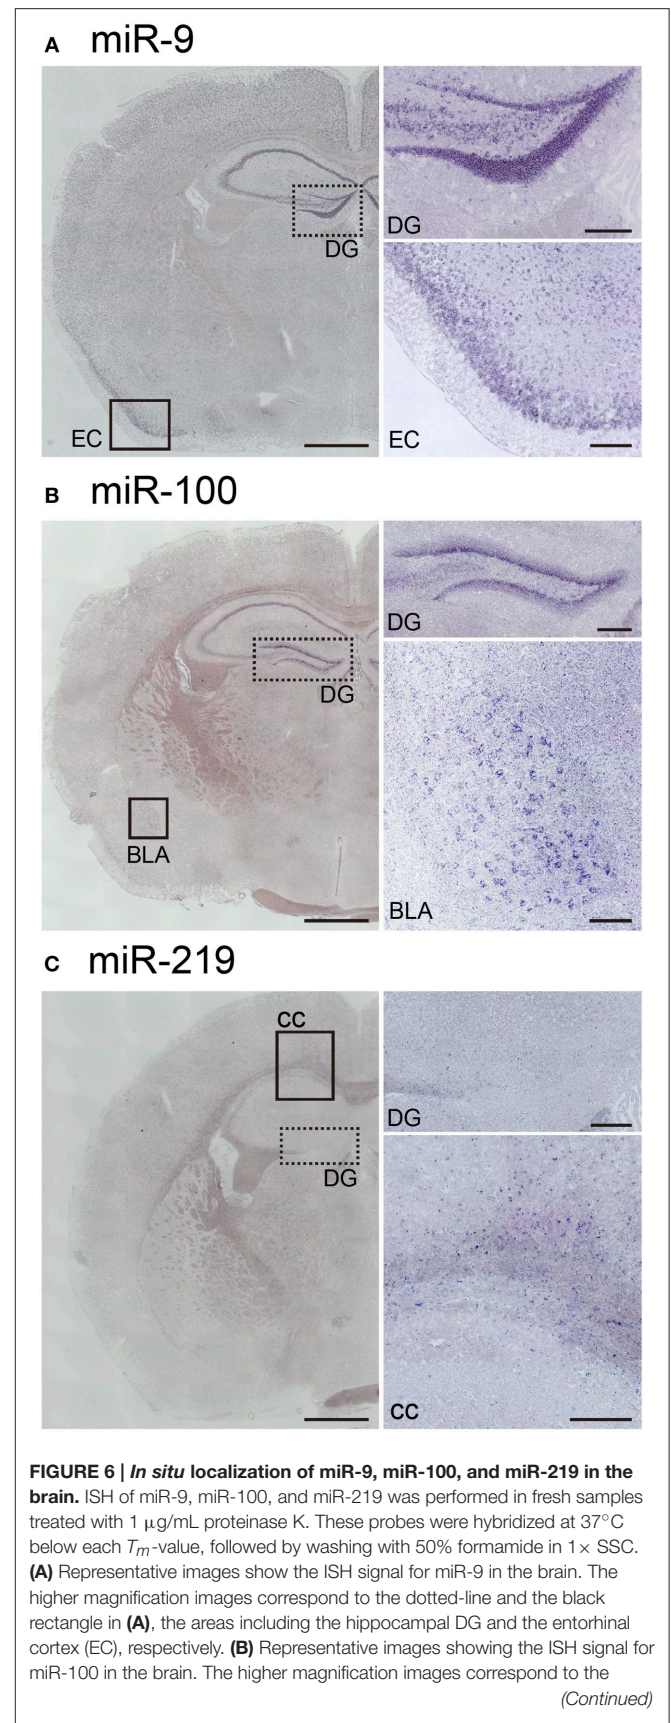 A miR-9
DG
DG
EC
EC
B miR-100
DG
DG
BLA
BLA
C miR-219
CC
DG
DG
CC
FIGURE 6 | In situ localization of miR-9, miR-100, and miR-219 in the
brain. ISH of miR-9, miR-100, and miR-219 was performed in fresh samples
treated with 1 μg/mL proteinase K. These probes were hybridized at 37°C
below each Tm-value, followed by washing with 50% formamide in 1× SSC.
(A) Representative images show the ISH signal for miR-9 in the brain. The
higher magnification images correspond to the dotted-line and the black
rectangle in (A), the areas including the hippocampal DG and the entorhinal
cortex (EC), respectively. (B) Representative images showing the ISH signal for
miR-100 in the brain. The higher magnification images correspond to the
(Continued)